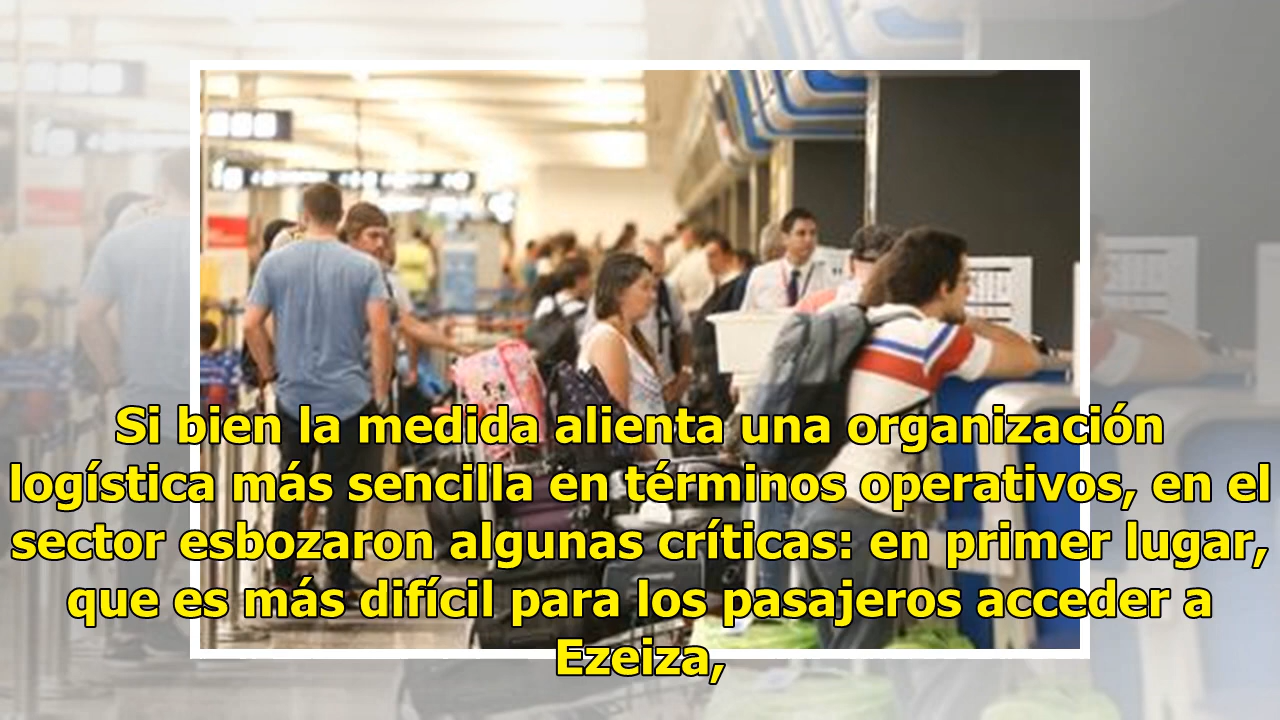 Si bien la medida alienta una organización
logística más sencilla en términos operativos, en el
sector esbozaron algunas críticas: en primer lugar,
que es más difícil para los pasajeros acceder a
Ezeiza,